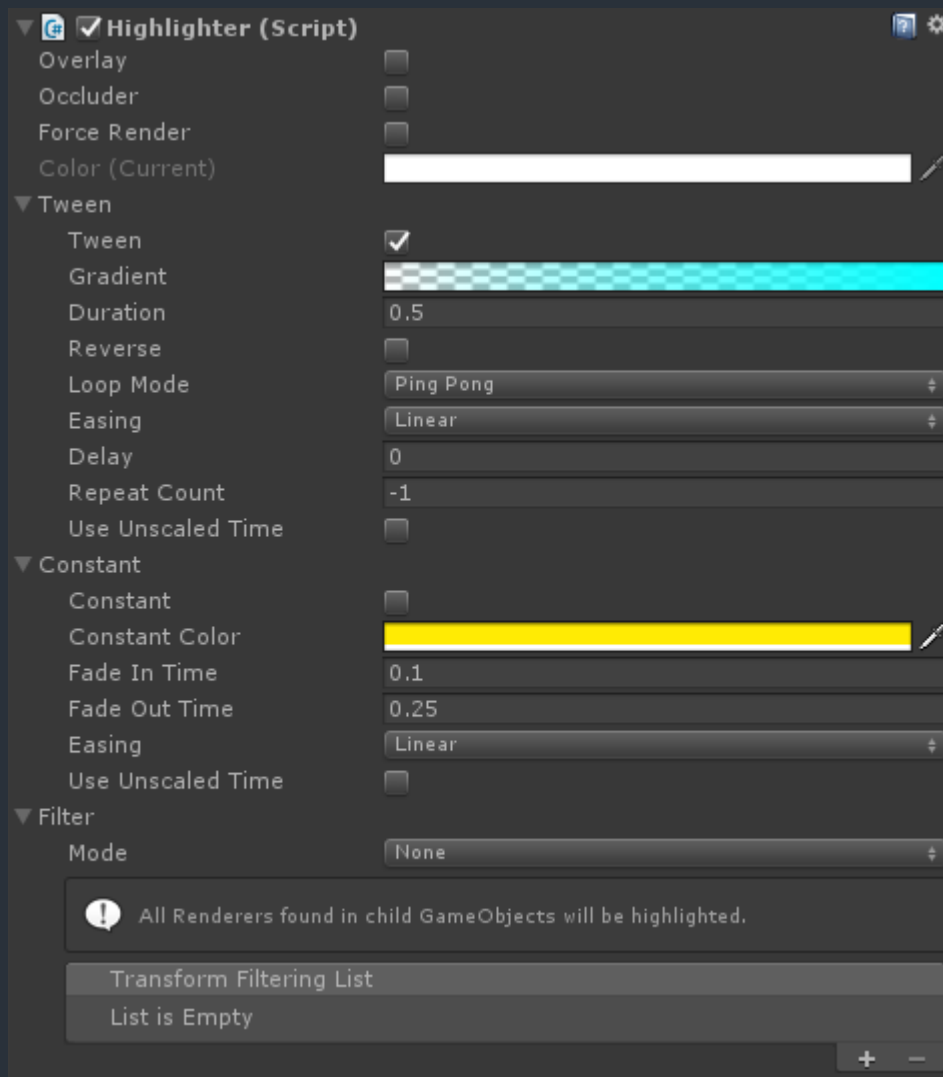 Highlighter (Script)
Overlay
Occluder
Force Render
Color (Current)
Tween
Tween
Gradient
Duration 0.5
Reverse
Loop Mode Ping Pong
Easing Linear
Delay 0
Repeat Count -1
Use Unscaled Time
Constant
Constant
Constant Color
Fade In Time 0.1
Fade Out Time 0.25
Easing Linear
Use Unscaled Time
Filter
Mode None
All Renderers found in child GameObjects will be highlighted.
Transform Filtering List
List is Empty